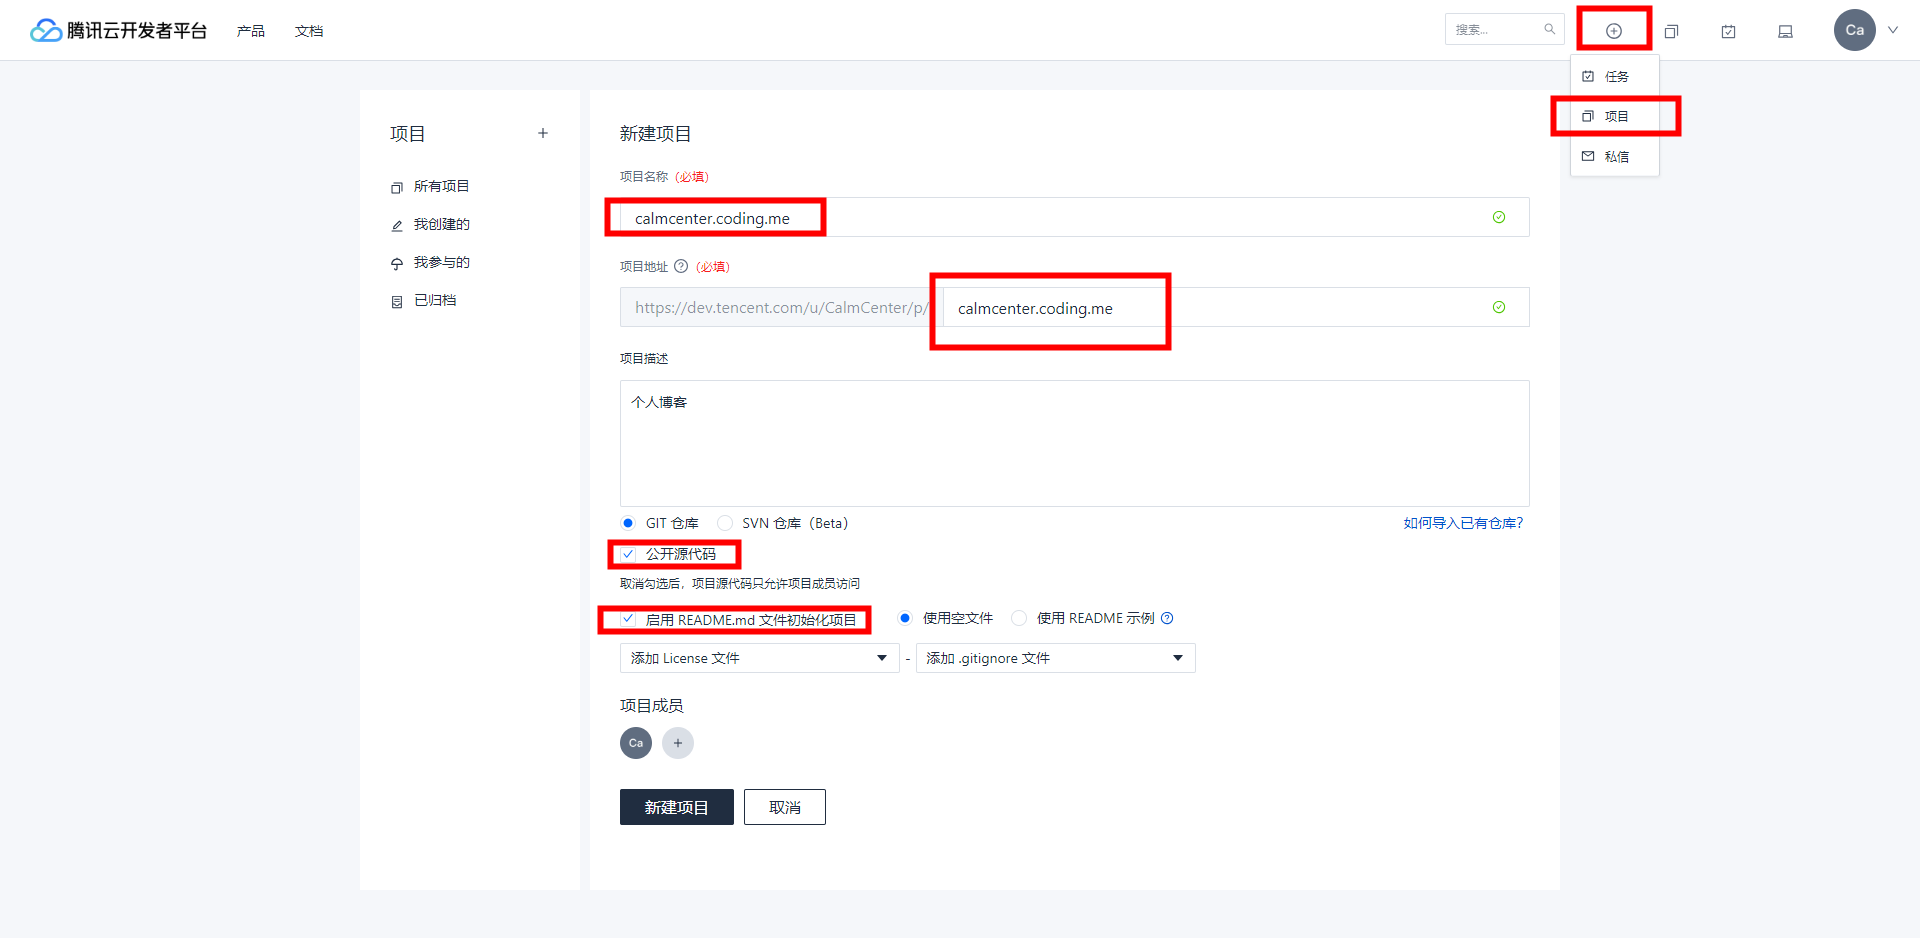 腾讯云开发者平台
产品
文档
搜索...
Ca
任务
项目
私信
项目
所有项目
我创建的
我参与的
已归档
新建项目
项目名称 (必填)
calmcenter.coding.me
项目地址 (必填)
https://dev.tencent.com/u/CalmCenter/p/ calmcenter.coding.me
项目描述
个人博客
GIT 仓库 SVN 仓库（Beta） 如何导入已有仓库?
公开源代码
取消勾选后，项目源代码只允许项目成员访问
启用 README.md 文件初始化项目 使用空文件 使用 README 示例
添加 License 文件 - 添加 .gitignore 文件
项目成员
Ca
新建项目 取消